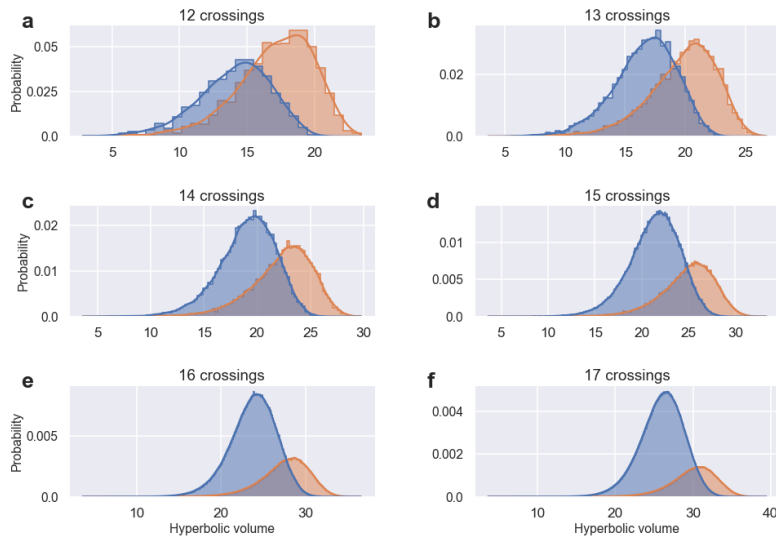 a
12 crossings
b
13 crossings
Probability
0.05
0.025
0.0
5
10
15
20
0.02
0.0
5
10
15
20
25
c
14 crossings
d
15 crossings
Probability
0.02
0.01
0.0
5
10
15
20
25
30
0.01
0.005
0.0
5
10
15
20
25
30
e
16 crossings
f
17 crossings
Probability
0.005
0.0
10
20
30
Hyperbolic volume
0.004
0.002
0.0
10
20
30
40
Hyperbolic volume